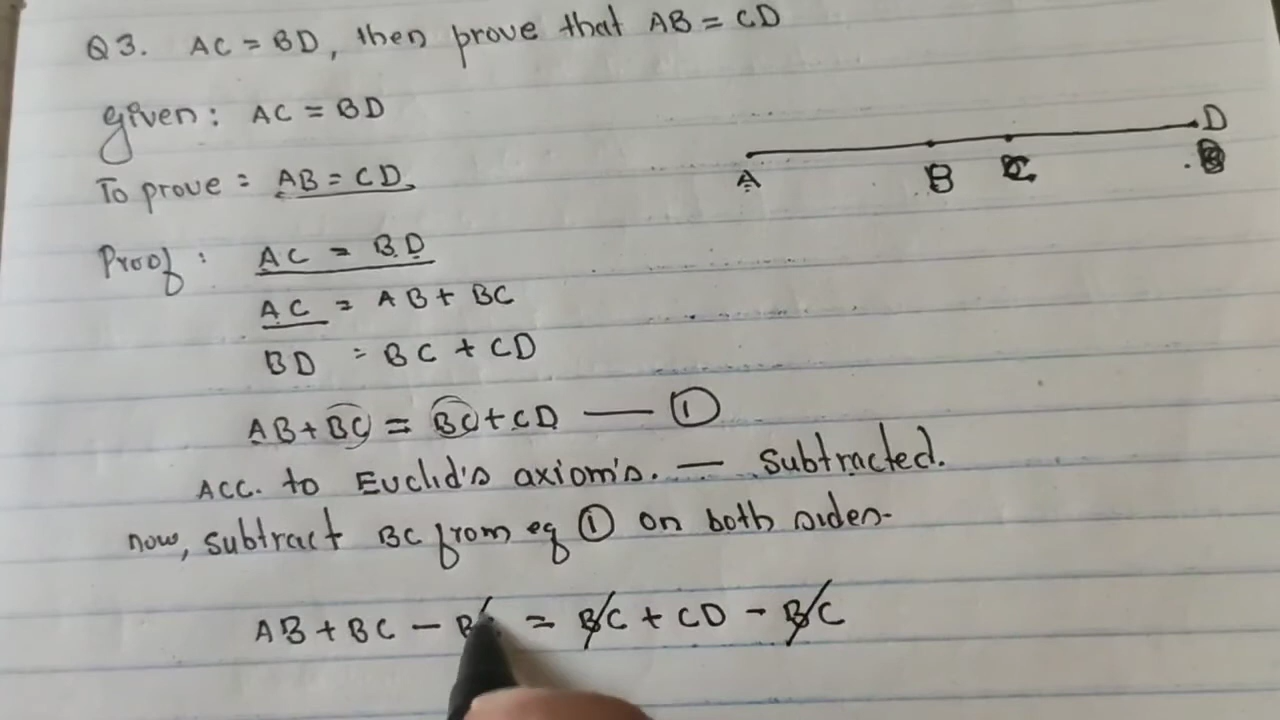 Q3. AC = BD, then prove that AB = CD
given: AC = BD
D
A B C
To prove = AB = CD
Proof: AC = BD
AC = AB + BC
BD = BC + CD
AB + BC = BC + CD — ①
Acc. to Euclid's axiom's. — subtracted.
now, subtract BC from eq ① on both sides.
AB + BC - B = BC + CD - BC